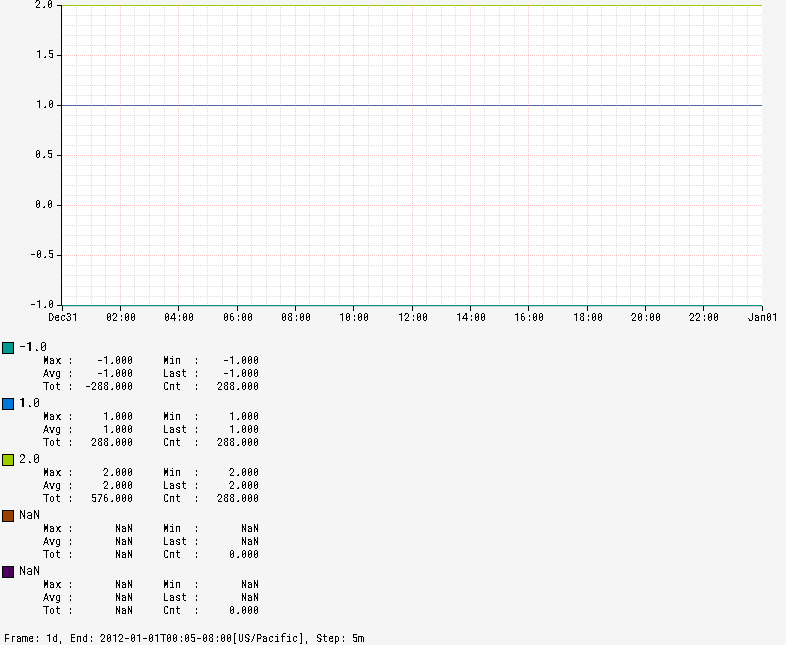 2.0
1.5
1.0
0.5
0.0
-0.5
-1.0
Dec31 02:00 04:00 06:00 08:00 10:00 12:00 14:00 16:00 18:00 20:00 22:00 Jan01
-1.0
Max : -1.000 Min : -1.000
Avg : -1.000 Last : -1.000
Tot : -288.000 Cnt : 288.000
1.0
Max : 1.000 Min : 1.000
Avg : 1.000 Last : 1.000
Tot : 288.000 Cnt : 288.000
2.0
Max : 2.000 Min : 2.000
Avg : 2.000 Last : 2.000
Tot : 576.000 Cnt : 288.000
NaN
Max : NaN Min : NaN
Avg : NaN Last : NaN
Tot : NaN Cnt : 0.000
NaN
Max : NaN Min : NaN
Avg : NaN Last : NaN
Tot : NaN Cnt : 0.000
Frame: 1d, End: 2012-01-01T00:05-08:00[US/Pacific], Step: 5m